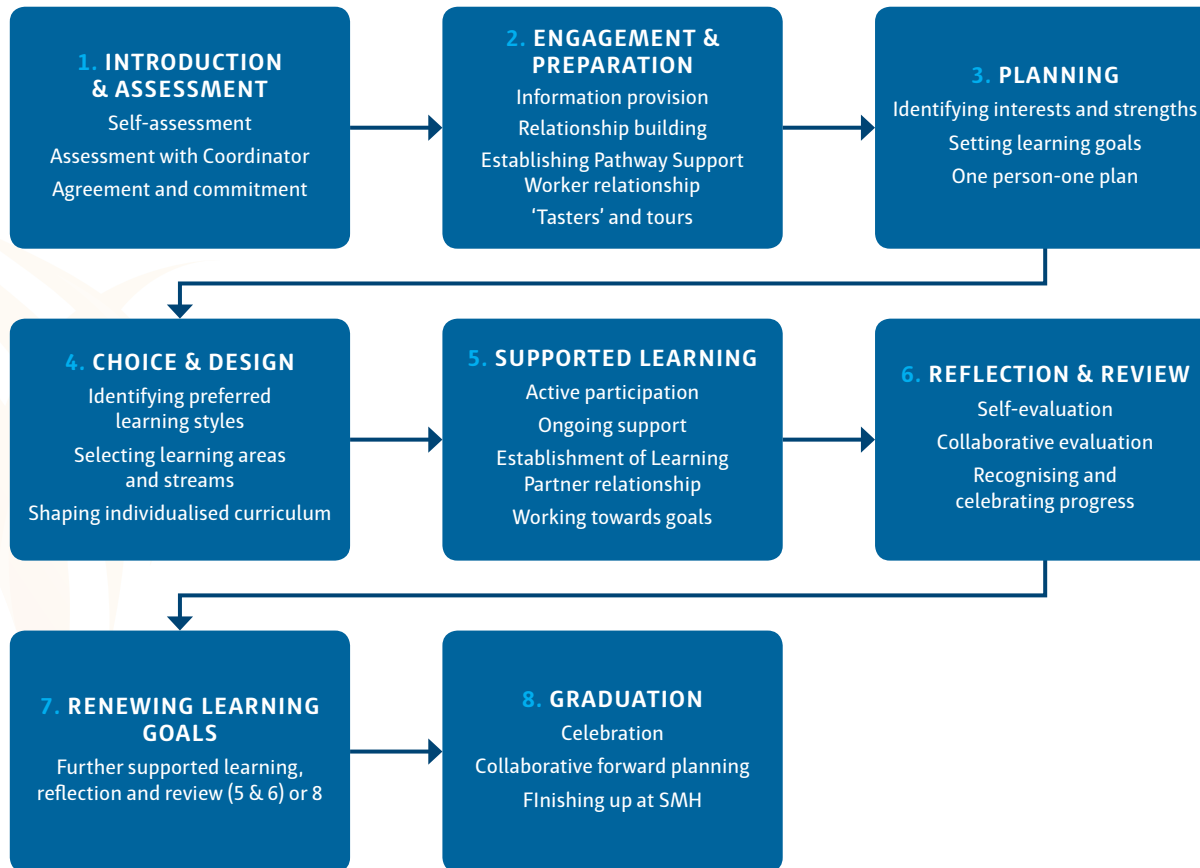 1. INTRODUCTION
& ASSESSMENT
Self-assessment
Assessment with Coordinator
Agreement and commitment
2. ENGAGEMENT &
PREPARATION
Information provision
Relationship building
Establishing Pathway Support
Worker relationship
‘Tasters’ and tours
3. PLANNING
Identifying interests and strengths
Setting learning goals
One person-one plan
4. CHOICE & DESIGN
Identifying preferred
learning styles
Selecting learning areas
and streams
Shaping individualised curriculum
5. SUPPORTED LEARNING
Active participation
Ongoing support
Establishment of Learning
Partner relationship
Working towards goals
6. REFLECTION & REVIEW
Self-evaluation
Collaborative evaluation
Recognising and
celebrating progress
7. RENEWING LEARNING
GOALS
Further supported learning,
reflection and review (5 & 6) or 8
8. GRADUATION
Celebration
Collaborative forward planning
FInishing up at SMH